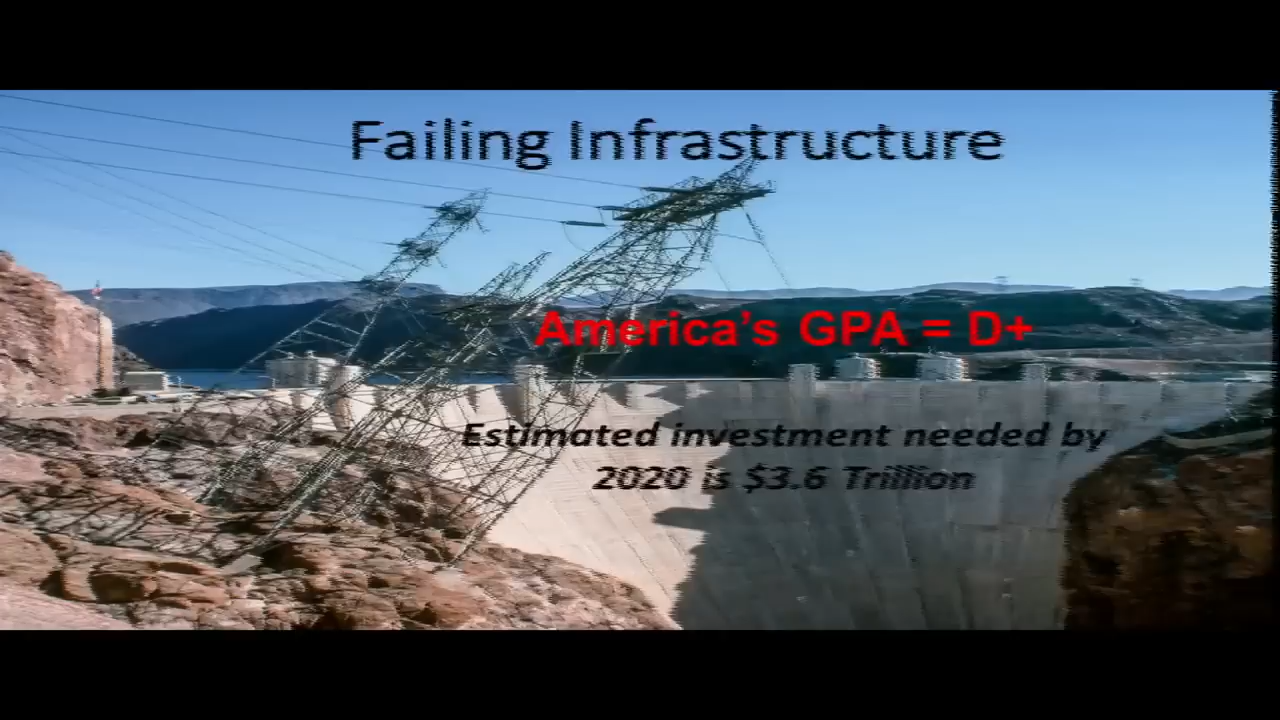 Failing Infrastructure
America's GPA = D+
Estimated investment needed by
2020 is $3.6 Trillion